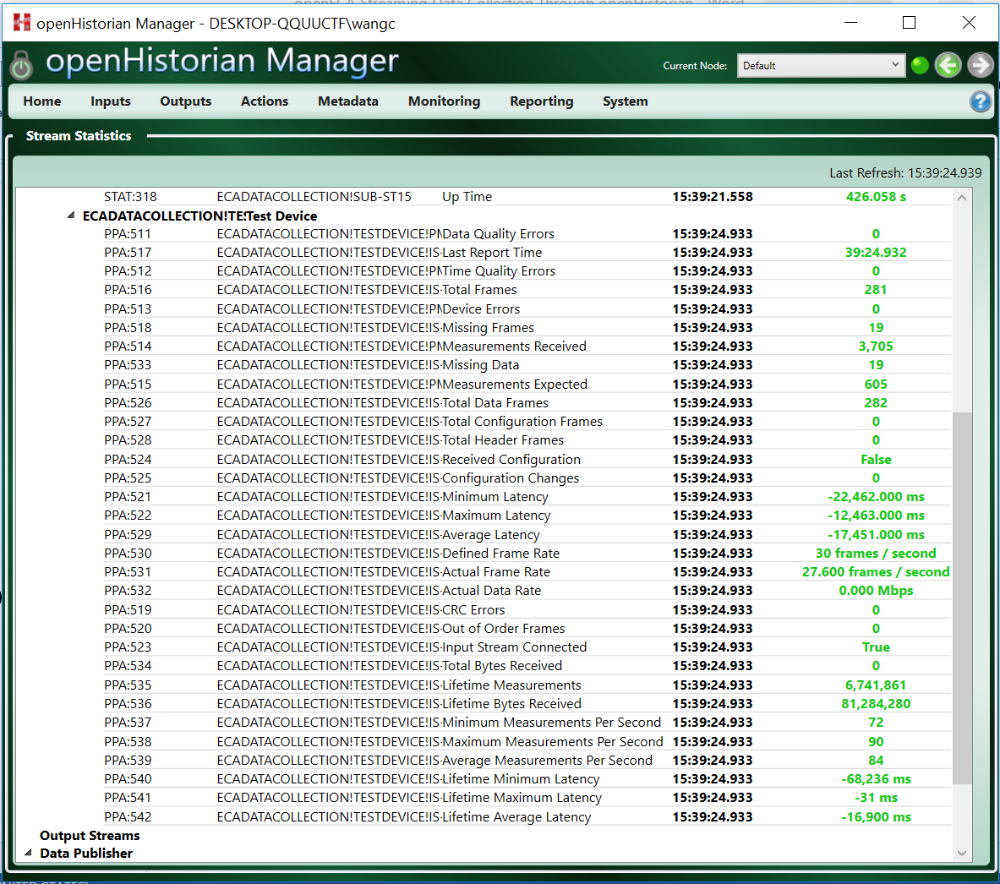 openECA Streaming Data Collection Through openHistorian - Word
openHistorian Manager - DESKTOP-QQUUCTF\wangc
openHistorian Manager
Current Node: Default
Home Inputs Outputs Actions Metadata Monitoring Reporting System
Stream Statistics
Last Refresh: 15:39:24.939
STAT:318 ECADATACOLLECTION!SUB-ST15 Up Time 15:39:21.558 426.058 s
ECADATACOLLECTION!TE Test Device
PPA:511 ECADATACOLLECTION!TESTDEVICE!PM Data Quality Errors 15:39:24.933 0
PPA:517 ECADATACOLLECTION!TESTDEVICE!IS- Last Report Time 15:39:24.933 39:24.932
PPA:512 ECADATACOLLECTION!TESTDEVICE!PM Time Quality Errors 15:39:24.933 0
PPA:516 ECADATACOLLECTION!TESTDEVICE!IS- Total Frames 15:39:24.933 281
PPA:513 ECADATACOLLECTION!TESTDEVICE!PM Device Errors 15:39:24.933 0
PPA:518 ECADATACOLLECTION!TESTDEVICE!IS- Missing Frames 15:39:24.933 19
PPA:514 ECADATACOLLECTION!TESTDEVICE!PM Measurements Received 15:39:24.933 3,705
PPA:533 ECADATACOLLECTION!TESTDEVICE!IS- Missing Data 15:39:24.933 19
PPA:515 ECADATACOLLECTION!TESTDEVICE!PM Measurements Expected 15:39:24.933 605
PPA:526 ECADATACOLLECTION!TESTDEVICE!IS- Total Data Frames 15:39:24.933 282
PPA:527 ECADATACOLLECTION!TESTDEVICE!IS- Total Configuration Frames 15:39:24.933 0
PPA:528 ECADATACOLLECTION!TESTDEVICE!IS- Total Header Frames 15:39:24.933 0
PPA:524 ECADATACOLLECTION!TESTDEVICE!IS- Received Configuration 15:39:24.933 False
PPA:525 ECADATACOLLECTION!TESTDEVICE!IS- Configuration Changes 15:39:24.933 0
PPA:521 ECADATACOLLECTION!TESTDEVICE!IS- Minimum Latency 15:39:24.933 -22,462.000 ms
PPA:522 ECADATACOLLECTION!TESTDEVICE!IS- Maximum Latency 15:39:24.933 -12,463.000 ms
PPA:529 ECADATACOLLECTION!TESTDEVICE!IS- Average Latency 15:39:24.933 -17,451.000 ms
PPA:530 ECADATACOLLECTION!TESTDEVICE!IS- Defined Frame Rate 15:39:24.933 30 frames / second
PPA:531 ECADATACOLLECTION!TESTDEVICE!IS- Actual Frame Rate 15:39:24.933 27.600 frames / second
PPA:532 ECADATACOLLECTION!TESTDEVICE!IS- Actual Data Rate 15:39:24.933 0.000 Mbps
PPA:519 ECADATACOLLECTION!TESTDEVICE!IS- CRC Errors 15:39:24.933 0
PPA:520 ECADATACOLLECTION!TESTDEVICE!IS- Out of Order Frames 15:39:24.933 0
PPA:523 ECADATACOLLECTION!TESTDEVICE!IS- Input Stream Connected 15:39:24.933 True
PPA:534 ECADATACOLLECTION!TESTDEVICE!IS- Total Bytes Received 15:39:24.933 0
PPA:535 ECADATACOLLECTION!TESTDEVICE!IS- Lifetime Measurements 15:39:24.933 6,741,861
PPA:536 ECADATACOLLECTION!TESTDEVICE!IS- Lifetime Bytes Received 15:39:24.933 81,284,280
PPA:537 ECADATACOLLECTION!TESTDEVICE!IS- Minimum Measurements Per Second 15:39:24.933 72
PPA:538 ECADATACOLLECTION!TESTDEVICE!IS- Maximum Measurements Per Second 15:39:24.933 90
PPA:539 ECADATACOLLECTION!TESTDEVICE!IS- Average Measurements Per Second 15:39:24.933 84
PPA:540 ECADATACOLLECTION!TESTDEVICE!IS- Lifetime Minimum Latency 15:39:24.933 -68,236 ms
PPA:541 ECADATACOLLECTION!TESTDEVICE!IS- Lifetime Maximum Latency 15:39:24.933 -31 ms
PPA:542 ECADATACOLLECTION!TESTDEVICE!IS- Lifetime Average Latency 15:39:24.933 -16,900 ms
Output Streams
Data Publisher